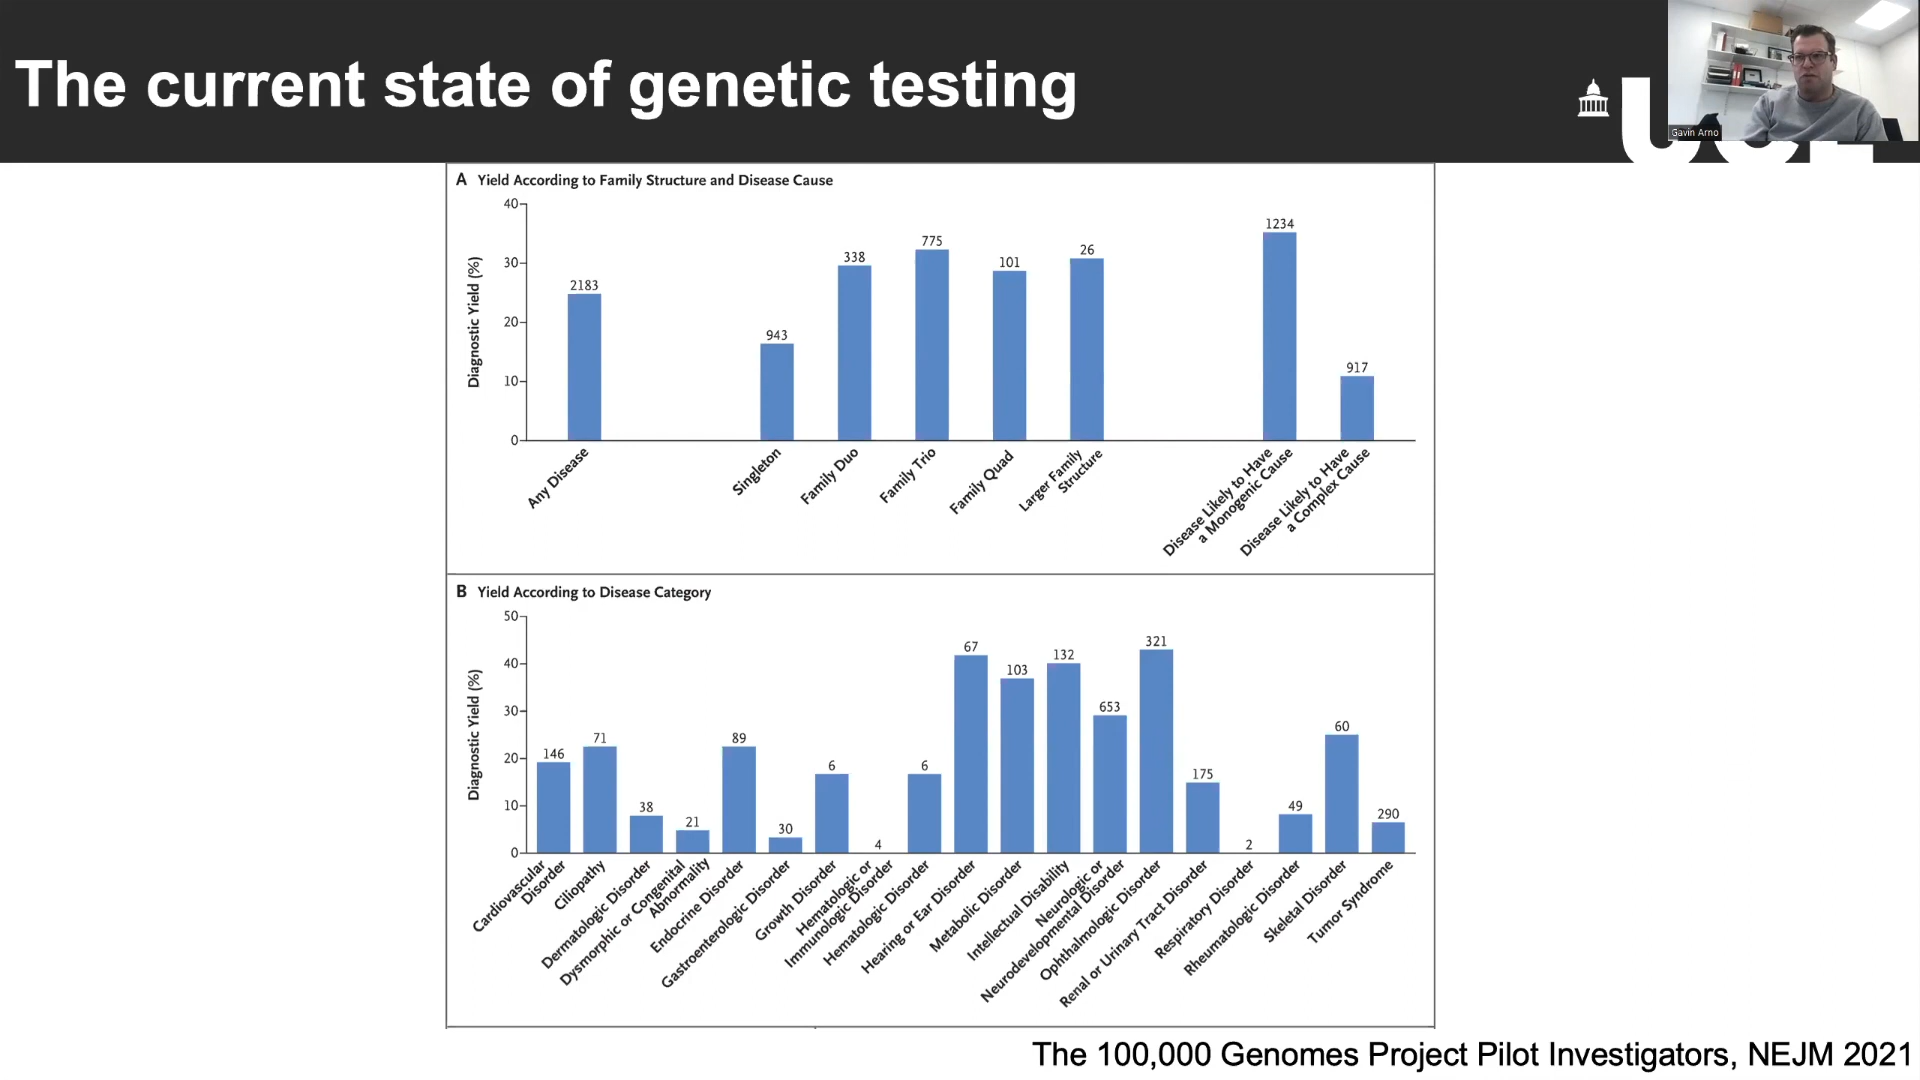 The current state of genetic testing
UCL
Gavin Arno
A Yield According to Family Structure and Disease Cause
Diagnostic Yield (%)
40
30
20
10
0
2183
943
338
775
101
26
1234
917
Any Disease
Singleton
Family Duo
Family Trio
Family Quad
Larger Family
Structure
Disease Likely to Have
a Monogenic Cause
Disease Likely to Have
a Complex Cause
B Yield According to Disease Category
Diagnostic Yield (%)
50
40
30
20
10
0
146
71
38
21
89
30
6
4
6
67
103
132
653
321
175
2
49
60
290
Cardiovascular
Disorder
Ciliopathy
Dermatologic Disorder
Dysmorphic or Congenital
Abnormality
Endocrine Disorder
Gastroenterologic Disorder
Growth Disorder
Hematologic or
Immunologic Disorder
Hematologic Disorder
Hearing or Ear Disorder
Metabolic Disorder
Intellectual Disability
Neurologic or
Neurodevelopmental Disorder
Ophthalmologic Disorder
Renal or Urinary Tract Disorder
Respiratory Disorder
Rheumatologic Disorder
Skeletal Disorder
Tumor Syndrome
The 100,000 Genomes Project Pilot Investigators, NEJM 2021